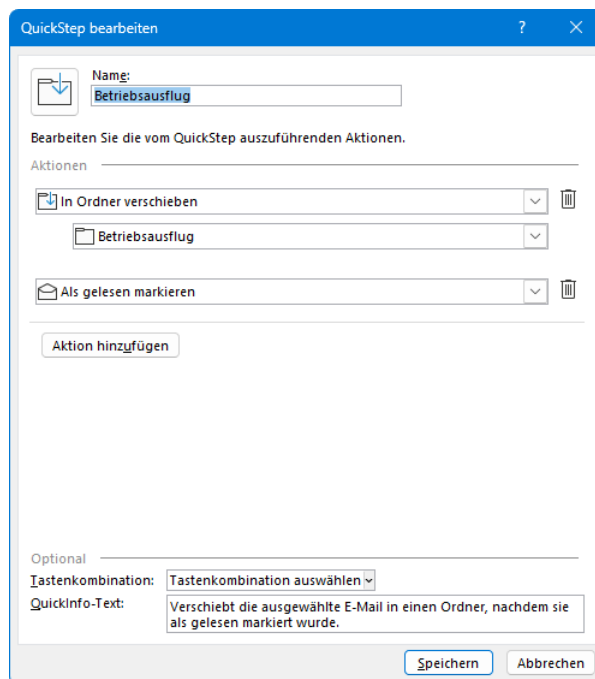 QuickStep bearbeiten ?
Name:
Betriebsausflug
Bearbeiten Sie die vom QuickStep auszuführenden Aktionen.
Aktionen
In Ordner verschieben
Betriebsausflug
Als gelesen markieren
Aktion hinzufügen
Optional
Tastenkombination: Tastenkombination auswählen
QuickInfo-Text: Verschiebt die ausgewählte E-Mail in einen Ordner, nachdem sie
als gelesen markiert wurde.
Speichern Abbrechen